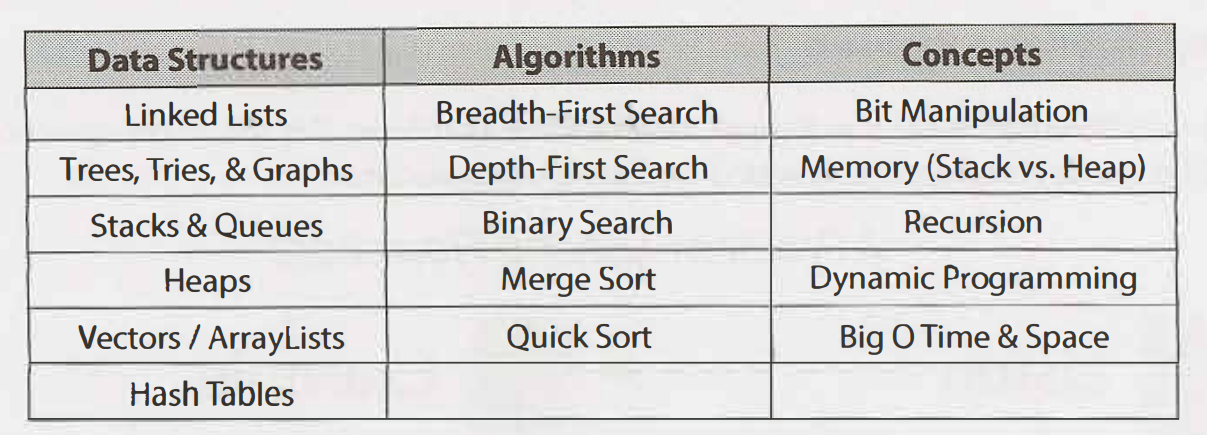 Data Structures Algorithms Concepts
Linked Lists Breadth-First Search Bit Manipulation
Trees, Tries, & Graphs Depth-First Search Memory (Stack vs. Heap)
Stacks & Queues Binary Search Recursion
Heaps Merge Sort Dynamic Programming
Vectors / ArrayLists Quick Sort Big O Time & Space
Hash Tables